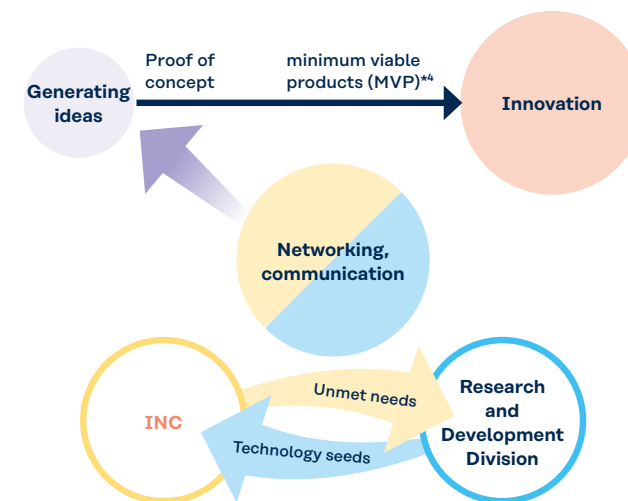 Proof of
concept
minimum viable
products (MVP)*⁴
Generating
ideas
Innovation
Networking,
communication
Unmet needs
INC
Technology seeds
Research
and
Development
Division